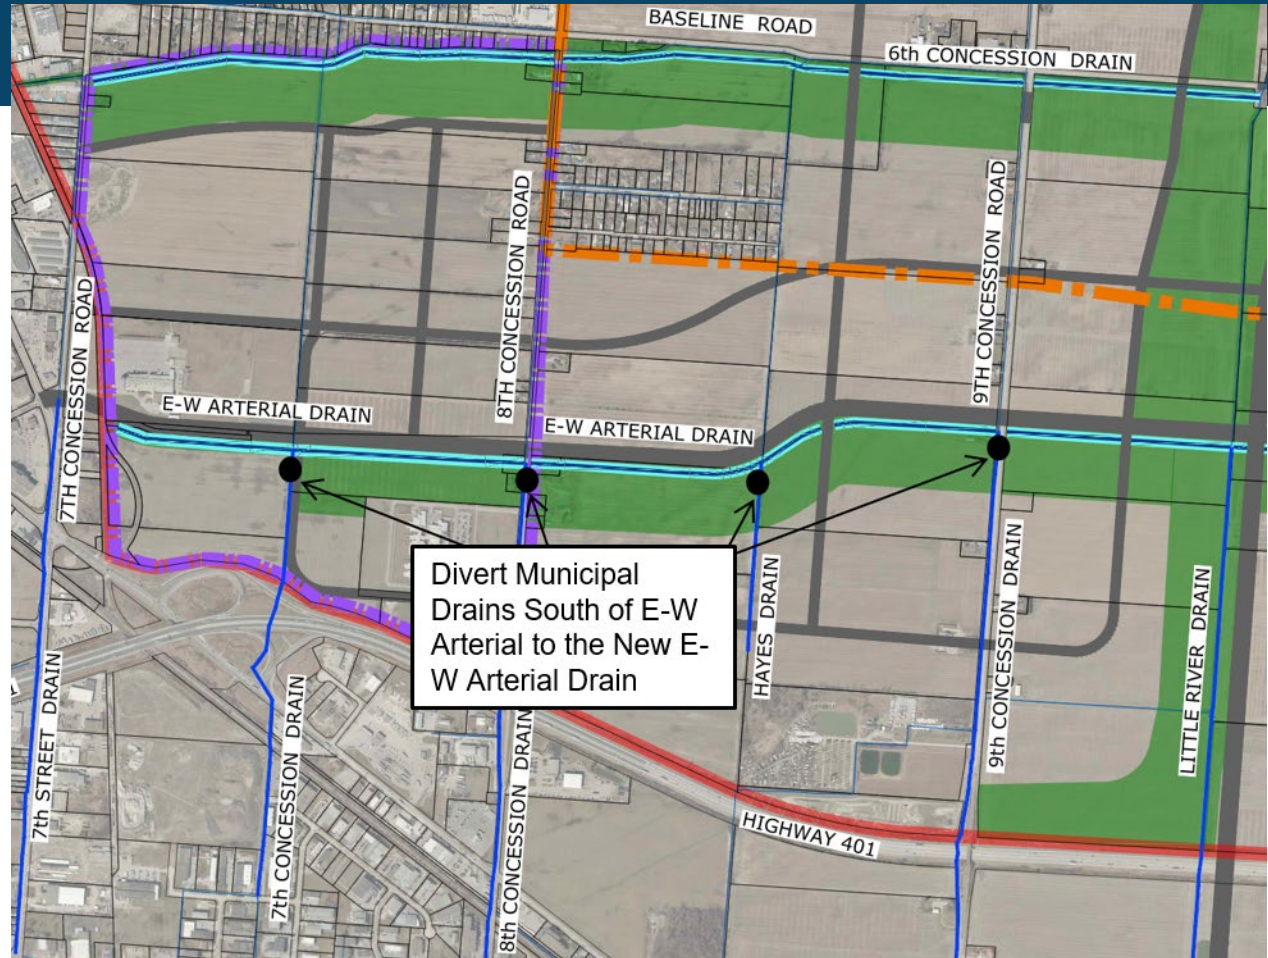 BASELINE ROAD
6th CONCESSION DRAIN
8TH CONCESSION ROAD
9TH CONCESSION ROAD
7TH CONCESSION ROAD
E-W ARTERIAL DRAIN
E-W ARTERIAL DRAIN
Divert Municipal
Drains South of E-W
Arterial to the New E-
W Arterial Drain
HAYES DRAIN
9th CONCESSION DRAIN
LITTLE RIVER DRAIN
7th STREET DRAIN
7th CONCESSION DRAIN
8th CONCESSION DRAIN
HIGHWAY 401